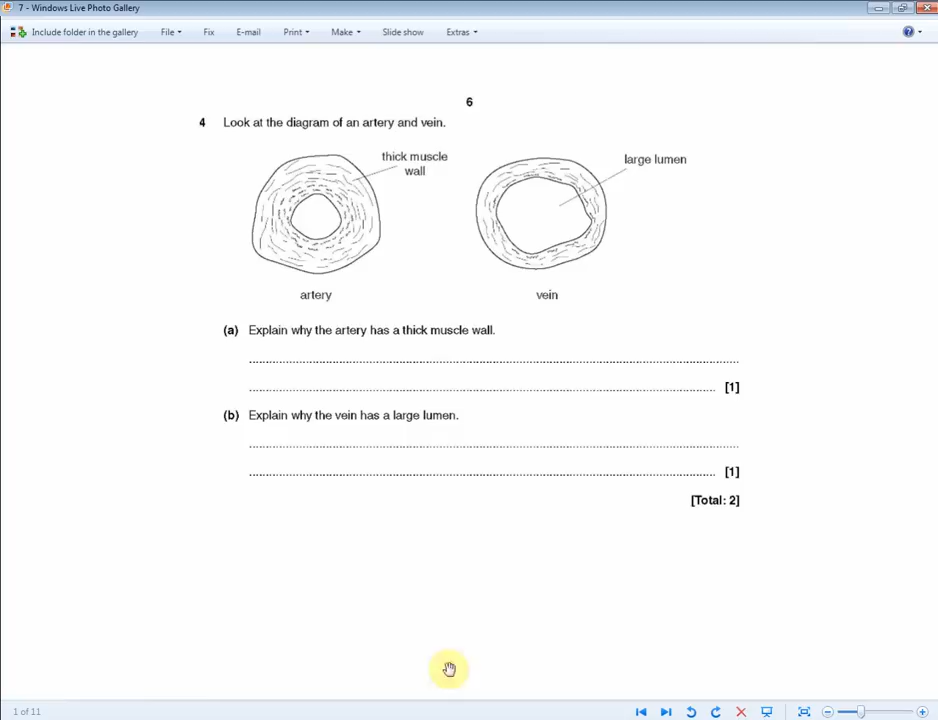 7 - Windows Live Photo Gallery
Include folder in the gallery File Fix E-mail Print Make Slide show Extras
6
4 Look at the diagram of an artery and vein.
thick muscle
wall
large lumen
artery
vein
(a) Explain why the artery has a thick muscle wall.
[1]
(b) Explain why the vein has a large lumen.
[1]
[Total: 2]
1 of 11